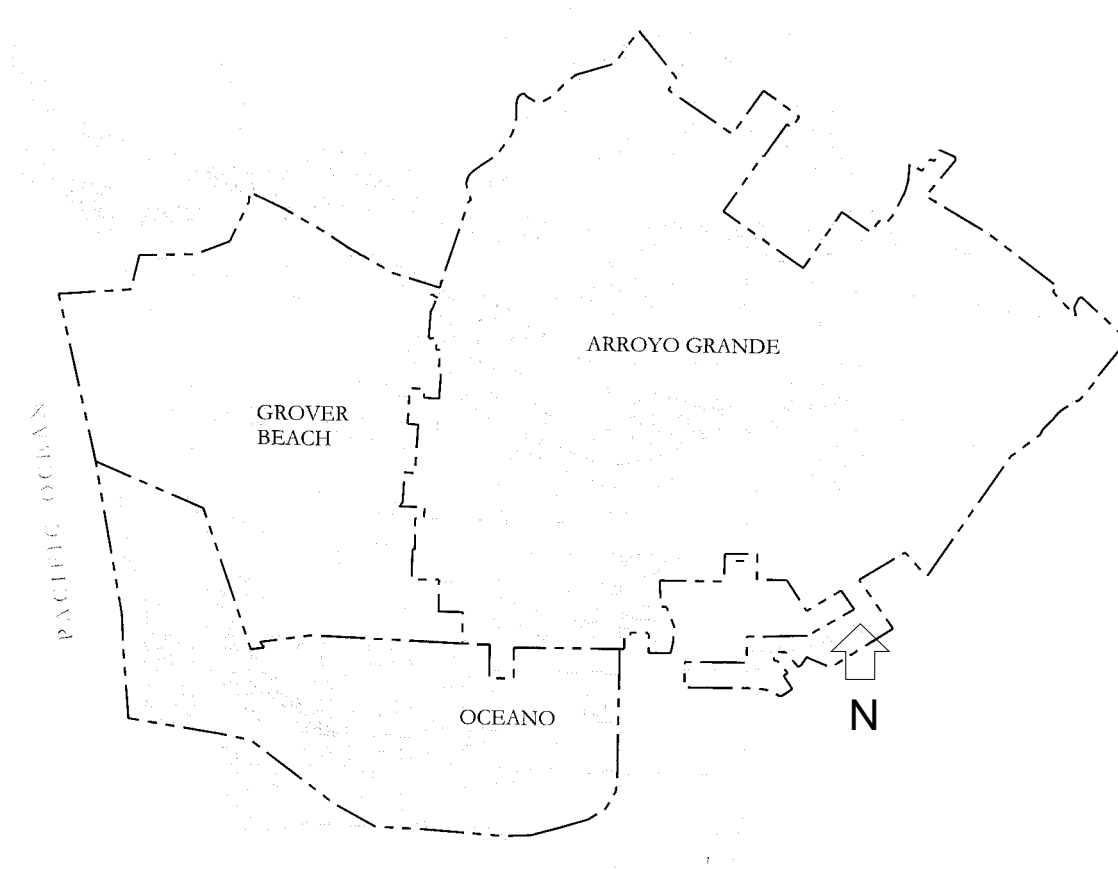 ARROYO GRANDE
GROVER
BEACH
PACIFIC OCEAN
OCEANO
N